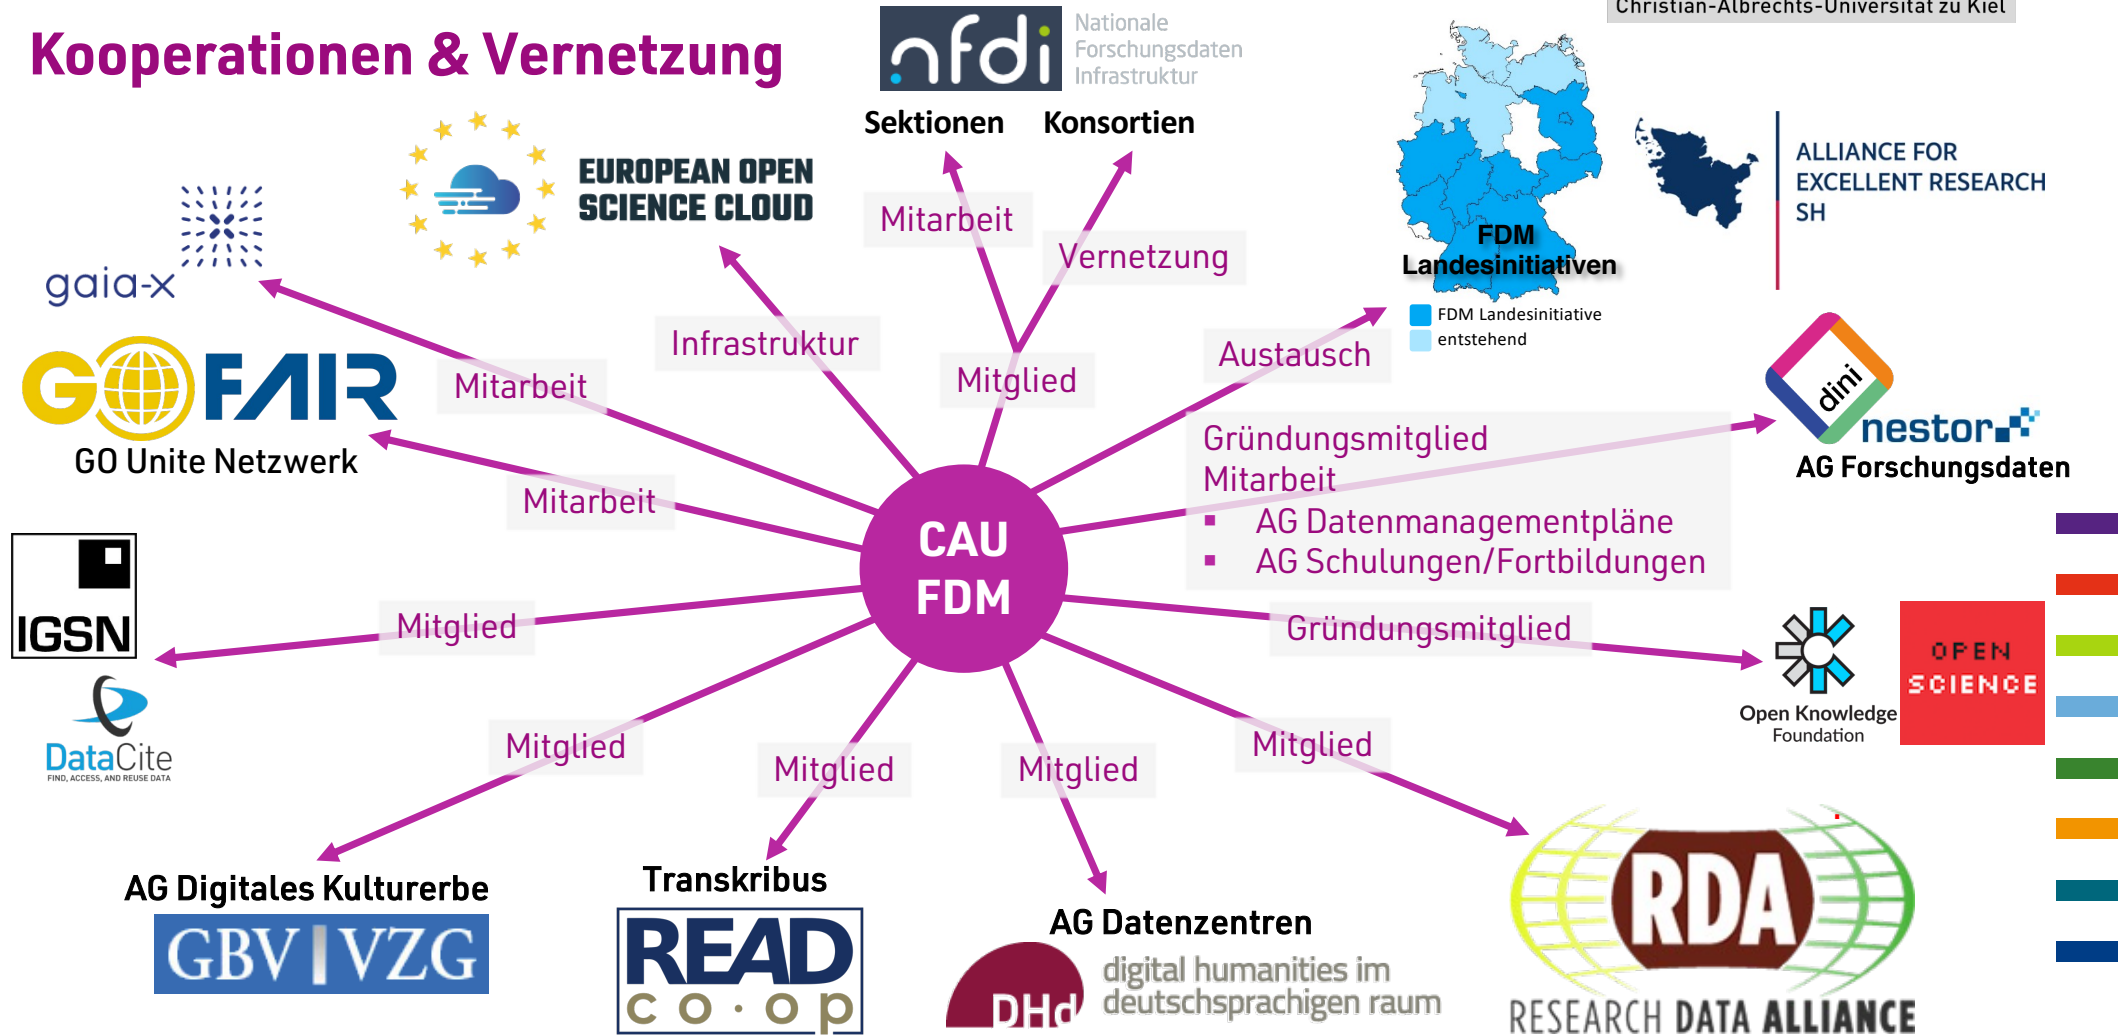 Christian-Albrechts-Universität zu Kiel
Kooperationen & Vernetzung
nfdi
Nationale
Forschungsdaten
Infrastruktur
Sektionen
Konsortien
EUROPEAN OPEN
SCIENCE CLOUD
ALLIANCE FOR
EXCELLENT RESEARCH
SH
FDM
Landesinitiativen
FDM Landesinitiative
entstehend
gaia-x
Mitarbeit
Vernetzung
Infrastruktur
Mitglied
Austausch
GO FAIR
GO Unite Netzwerk
Mitarbeit
Mitarbeit
Gründungsmitglied
Mitarbeit
▪ AG Datenmanagementpläne
▪ AG Schulungen/Fortbildungen
dini
nestor
AG Forschungsdaten
CAU
FDM
IGSN
Mitglied
DataCite
FIND, ACCESS, AND REUSE DATA
Gründungsmitglied
Open Knowledge
Foundation
OPEN
SCIENCE
Mitglied
Mitglied
Mitglied
Mitglied
AG Digitales Kulturerbe
GBV VZG
Transkribus
READ
co·op
AG Datenzentren
DHd
digital humanities im
deutschsprachigen raum
RDA
RESEARCH DATA ALLIANCE